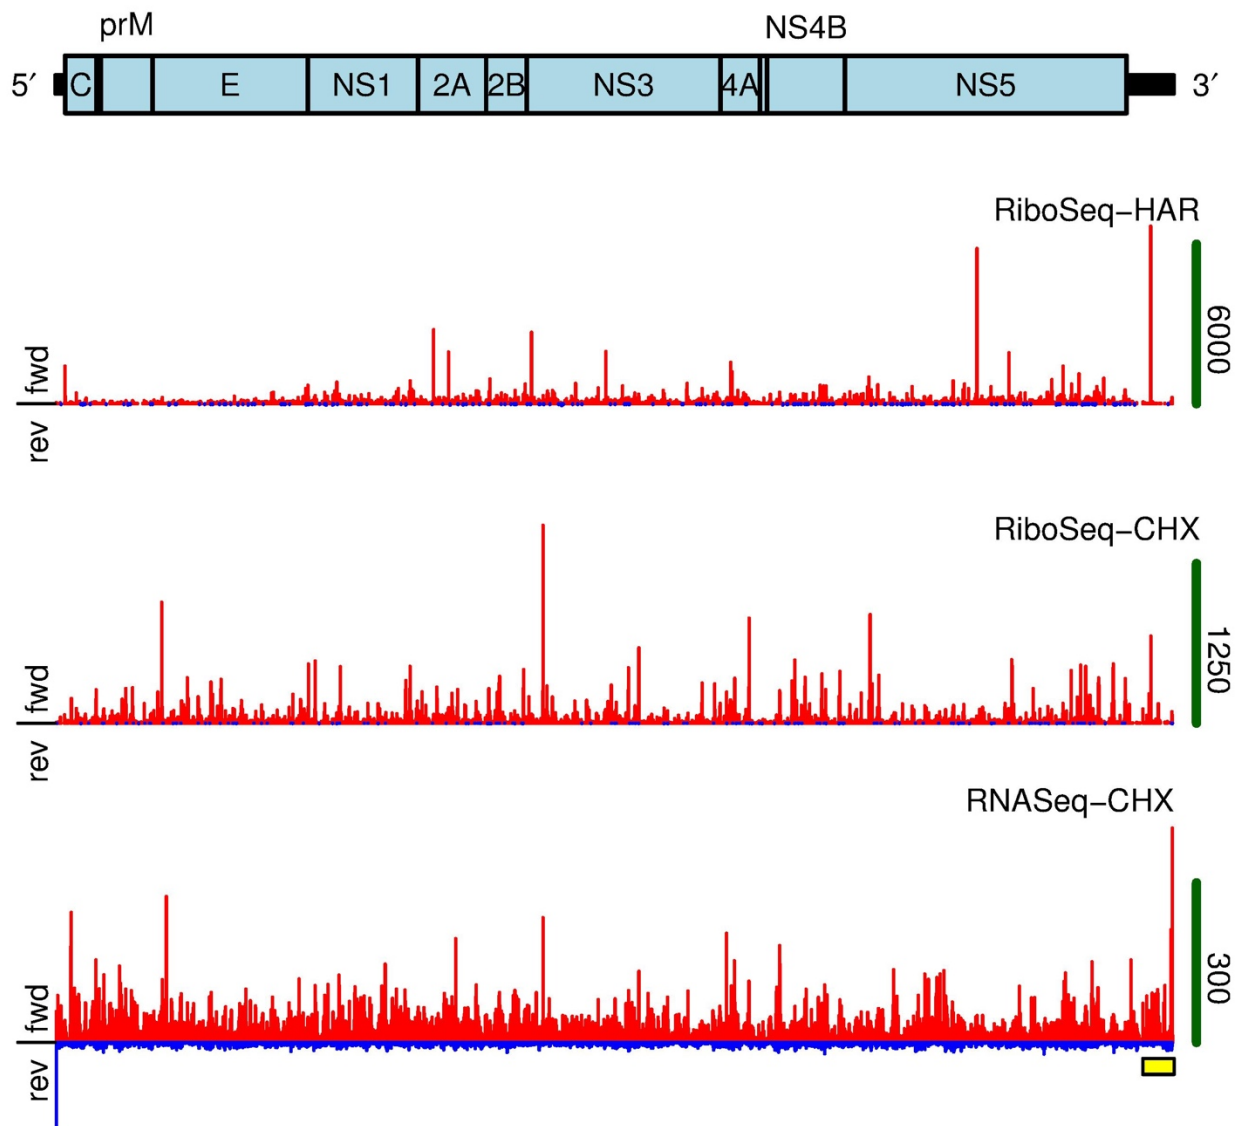 prM NS4B
5′ C E NS1 2A 2B NS3 4A NS5 3′
RiboSeq−HAR
rev fwd
6000
RiboSeq−CHX
rev fwd
1250
RNASeq−CHX
rev fwd
300